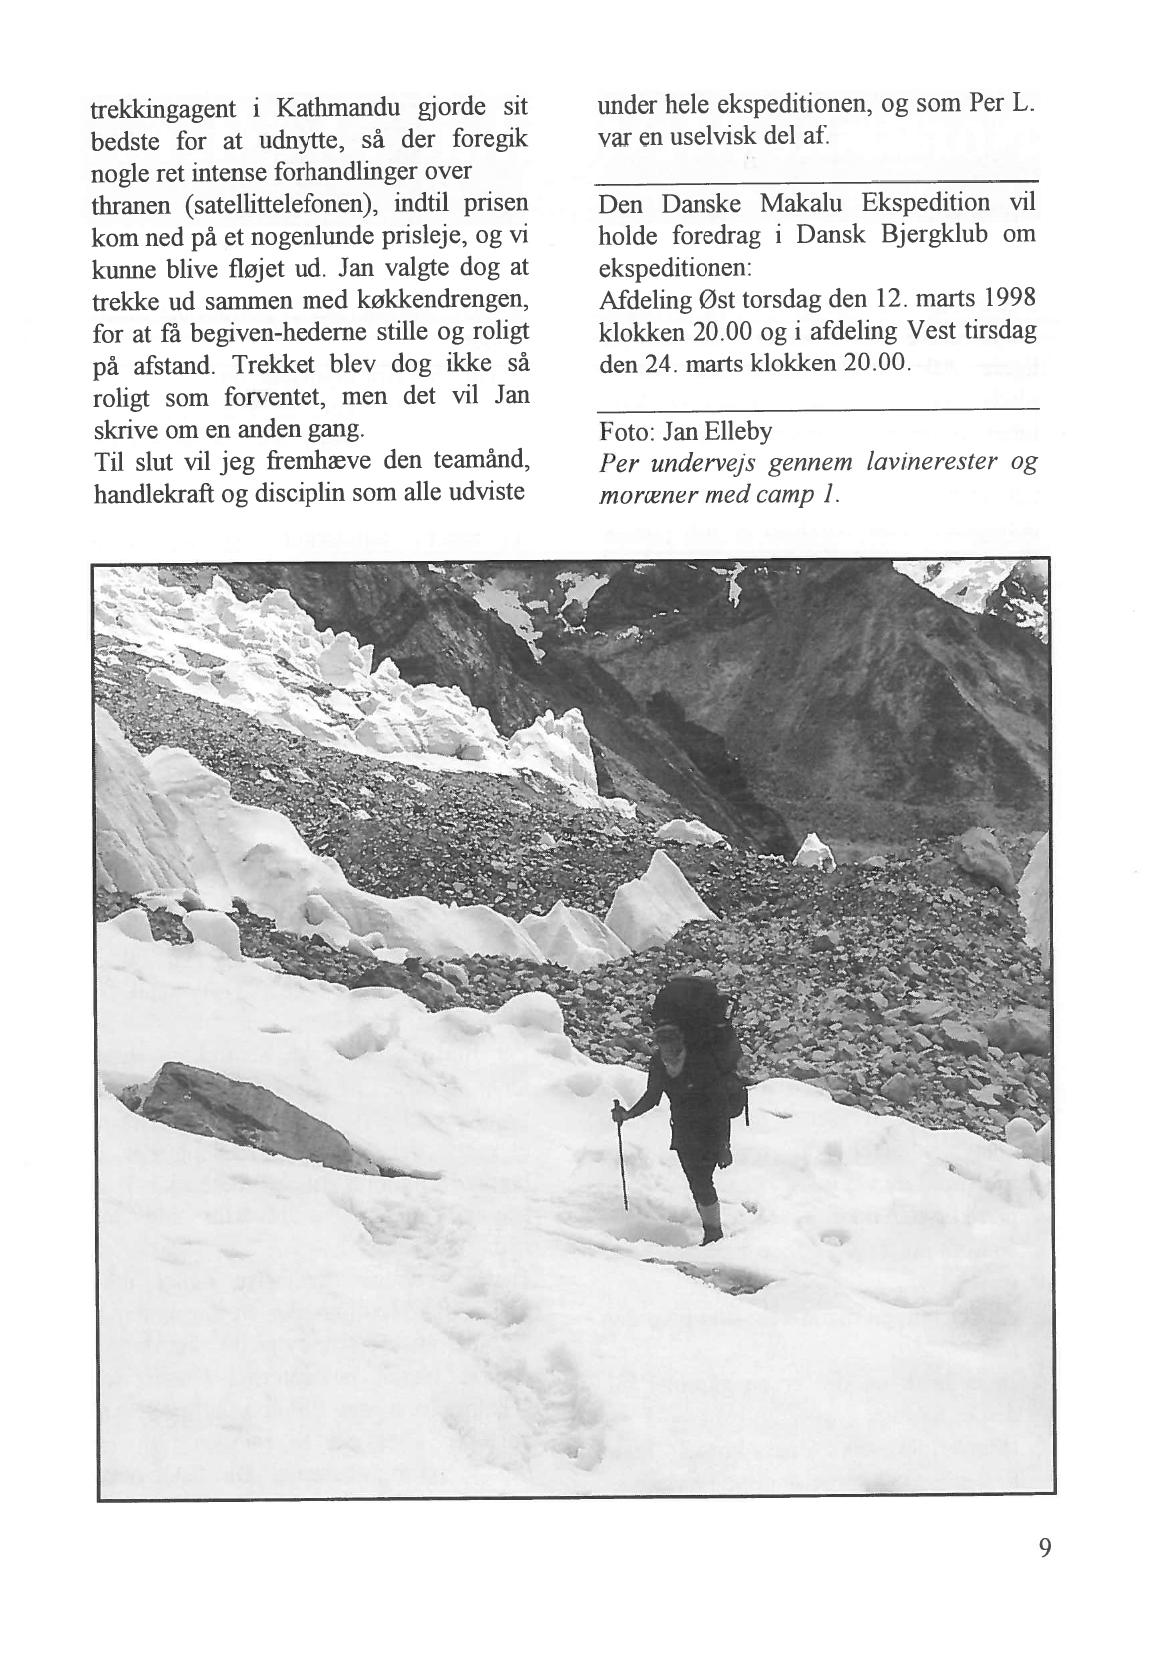 trekkingagent i Kathmandu gjorde sit
bedste for at udnytte, så der foregik
nogle ret intense forhandlinger over
thranen (satellittelefonen), indtil prisen
kom ned på et nogenlunde prisleje, og vi
kunne blive fløjet ud. Jan valgte dog at
trekke ud sammen med køkkendrengen,
for at få begiven-hederne stille og roligt
på afstand. Trekket blev dog ikke så
roligt som forventet, men det vil Jan
skrive om en anden gang.
Til slut vil jeg fremhæve den teamånd,
handlekraft og disciplin som alle udviste
under hele ekspeditionen, og som Per L.
var en uselvisk del af.
Den Danske Makalu Ekspedition vil
holde foredrag i Dansk Bjergklub om
ekspeditionen:
Afdeling Øst torsdag den 12. marts 1998
klokken 20.00 og i afdeling Vest tirsdag
den 24. marts klokken 20.00.
Foto: Jan Elleby
Per undervejs gennem lavinerester og
moræner med camp 1.
9